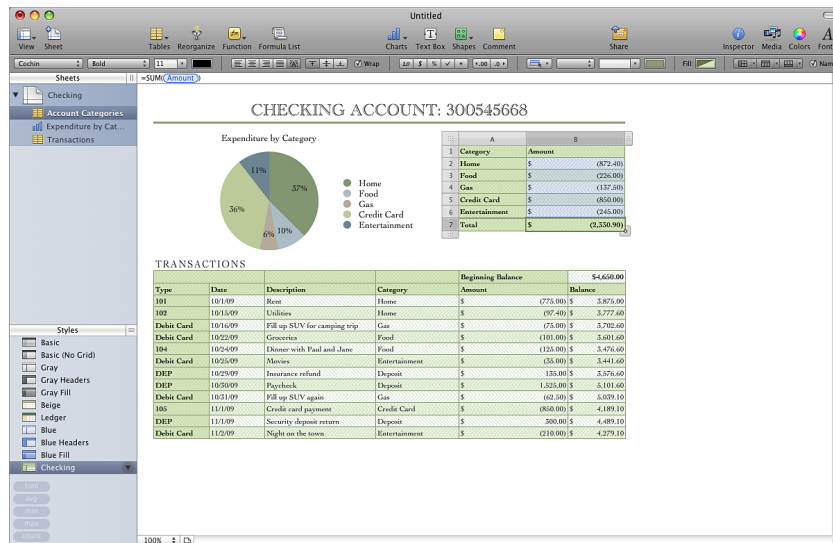 Untitled
View Sheet Tables Reorganize Function Formula List Charts Text Box Shapes Comment Share Inspector Media Colors Font
Cochin Bold 11 Wrap Fill:
Sheets =SUM(Amount)
Checking
Account Categories
Expenditure by Cat...
Transactions
CHECKING ACCOUNT: 300545668
Expenditure by Category
11%
37%
36%
6% 10%
Home
Food
Gas
Credit Card
Entertainment
A B
1 Category Amount
2 Home $ (872.40)
3 Food $ (226.00)
4 Gas $ (137.50)
5 Credit Card $ (850.00)
6 Entertainment $ (245.00)
7 Total $ (2,330.90)
TRANSACTIONS
Beginning Balance $4,650.00
Type Date Description Category Amount Balance
101 10/1/09 Rent Home $ (775.00) $ 3,875.00
102 10/15/09 Utilities Home $ (97.40) $ 3,777.60
Debit Card 10/16/09 Fill up SUV for camping trip Gas $ (75.00) $ 3,702.60
Debit Card 10/22/09 Groceries Food $ (101.00) $ 3,601.60
104 10/24/09 Dinner with Paul and Jane Food $ (125.00) $ 3,476.60
Debit Card 10/25/09 Movies Entertainment $ (35.00) $ 3,441.60
DEP 10/29/09 Insurance refund Deposit $ 135.00 $ 3,576.60
DEP 10/30/09 Paycheck Deposit $ 1,525.00 $ 5,101.60
Debit Card 10/31/09 Fill up SUV again Gas $ (62.50) $ 5,039.10
105 11/1/09 Credit card payment Credit Card $ (850.00) $ 4,189.10
DEP 11/1/09 Security deposit return Deposit $ 300.00 $ 4,489.10
Debit Card 11/2/09 Night on the town Entertainment $ (210.00) $ 4,279.10
Styles
Basic
Basic (No Grid)
Gray
Gray Headers
Gray Fill
Beige
Ledger
Blue
Blue Headers
Blue Fill
Checking
sum
avg
min
max
count
100%